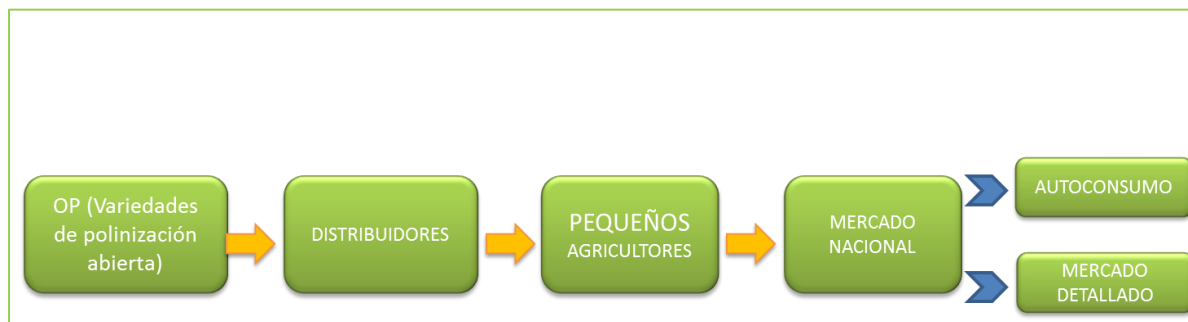 OP (Variedades
de polinización
abierta)
DISTRIBUIDORES
PEQUEÑOS
AGRICULTORES
MERCADO
NACIONAL
AUTOCONSUMO
MERCADO
DETALLADO